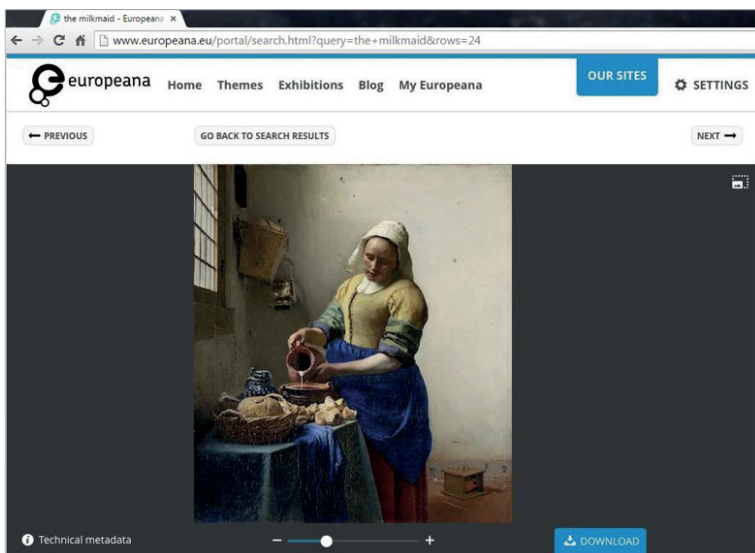 the milkmaid - Europeana
www.europeana.eu/portal/search.html?query=the+milkmaid&rows=24
europeana Home Themes Exhibitions Blog My Europeana OUR SITES SETTINGS
PREVIOUS GO BACK TO SEARCH RESULTS NEXT
Technical metadata DOWNLOAD